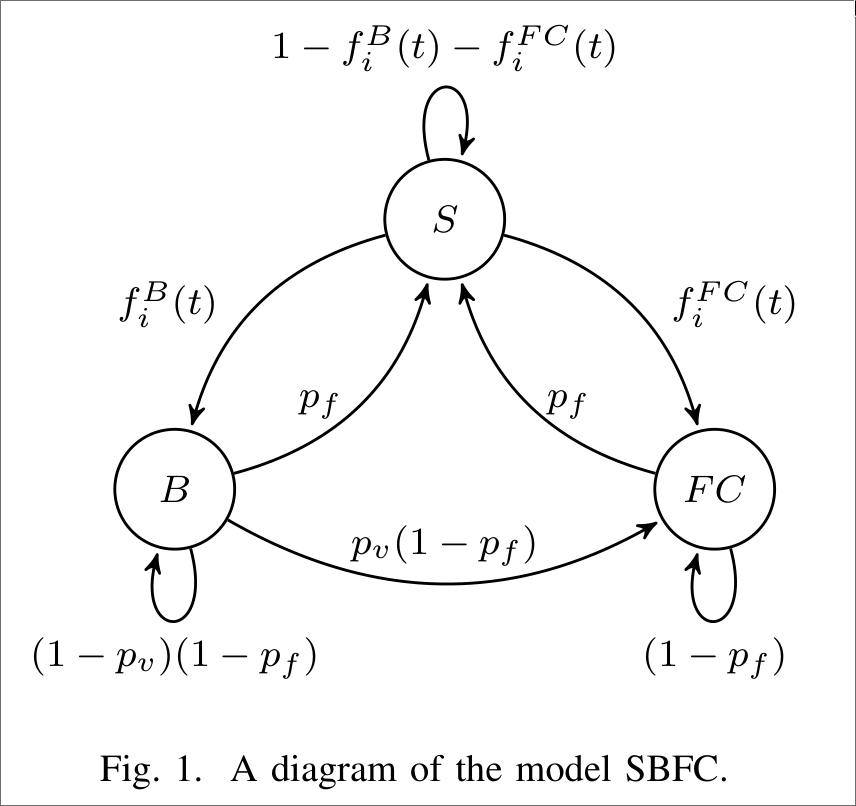 1 − f_i^B(t) − f_i^{FC}(t)
S
f_i^B(t)
f_i^{FC}(t)
p_f
p_f
B
FC
p_v(1 − p_f)
(1 − p_v)(1 − p_f)
(1 − p_f)
Fig. 1. A diagram of the model SBFC.